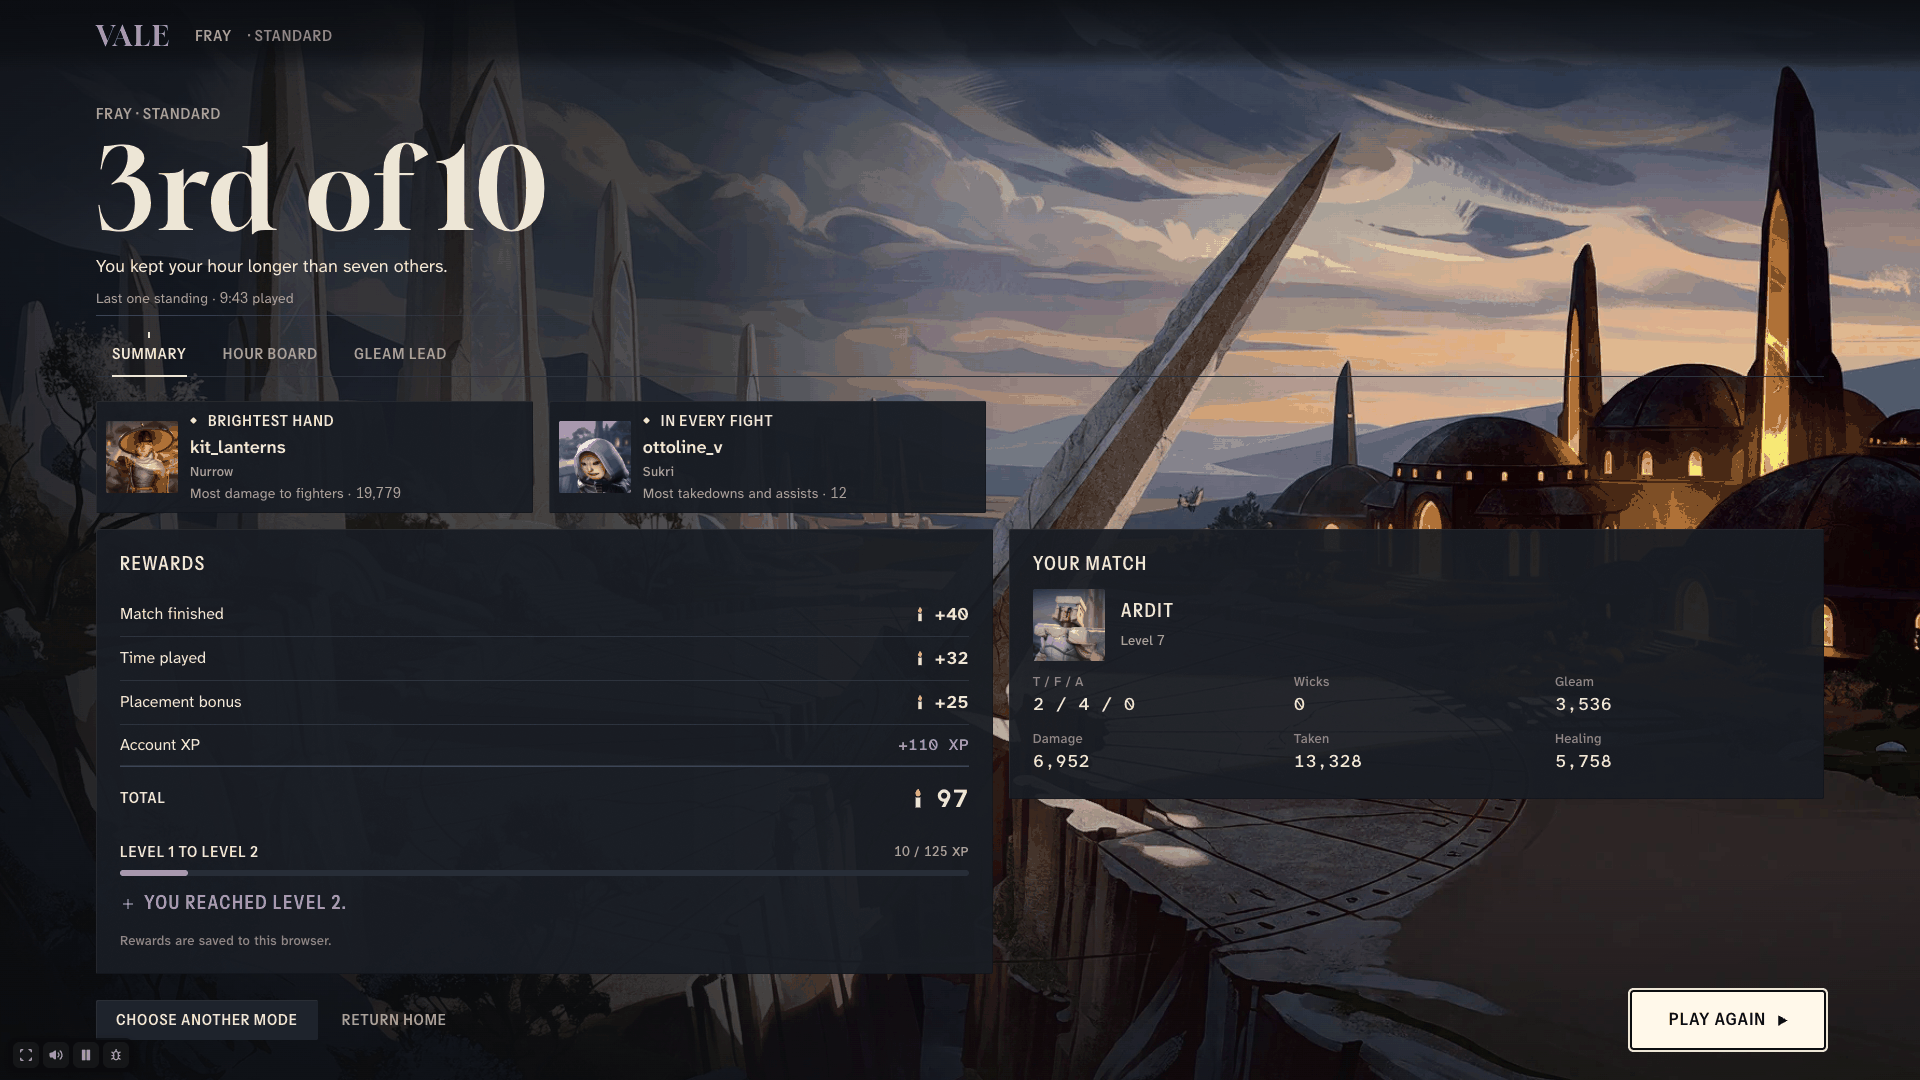 VALE FRAY · STANDARD
FRAY · STANDARD
3rd of 10
You kept your hour longer than seven others.
Last one standing · 9:43 played
SUMMARY HOUR BOARD GLEAM LEAD
BRIGHTEST HAND
kit_lanterns
Nurrow
Most damage to fighters · 19,779
IN EVERY FIGHT
ottoline_v
Sukri
Most takedowns and assists · 12
REWARDS
Match finished +40
Time played +32
Placement bonus +25
Account XP +110 XP
TOTAL 97
LEVEL 1 TO LEVEL 2 10 / 125 XP
+ YOU REACHED LEVEL 2.
Rewards are saved to this browser.
YOUR MATCH
ARDIT
Level 7
T / F / A Wicks Gleam
2 / 4 / 0 0 3,536
Damage Taken Healing
6,952 13,328 5,758
CHOOSE ANOTHER MODE RETURN HOME PLAY AGAIN